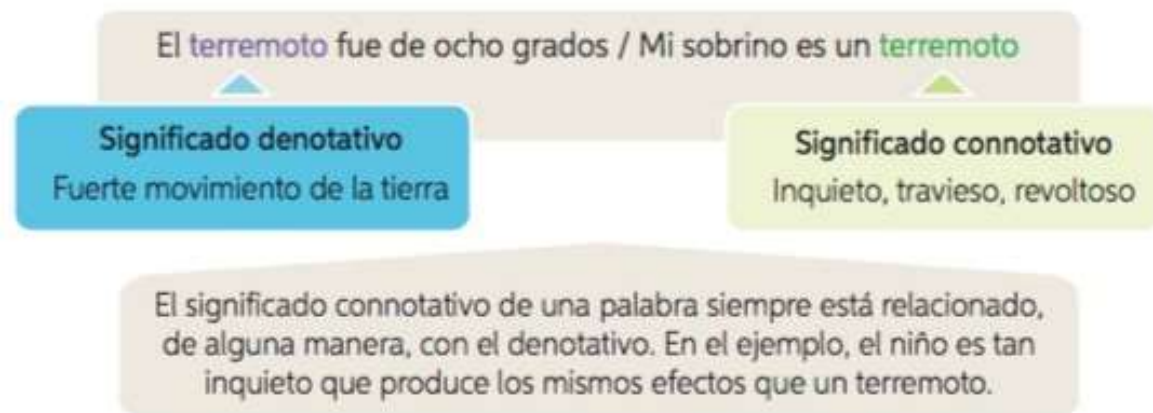 El terremoto fue de ocho grados / Mi sobrino es un terremoto
Significado denotativo
Fuerte movimiento de la tierra
Significado connotativo
Inquieto, travieso, revoltoso
El significado connotativo de una palabra siempre está relacionado,
de alguna manera, con el denotativo. En el ejemplo, el niño es tan
inquieto que produce los mismos efectos que un terremoto.